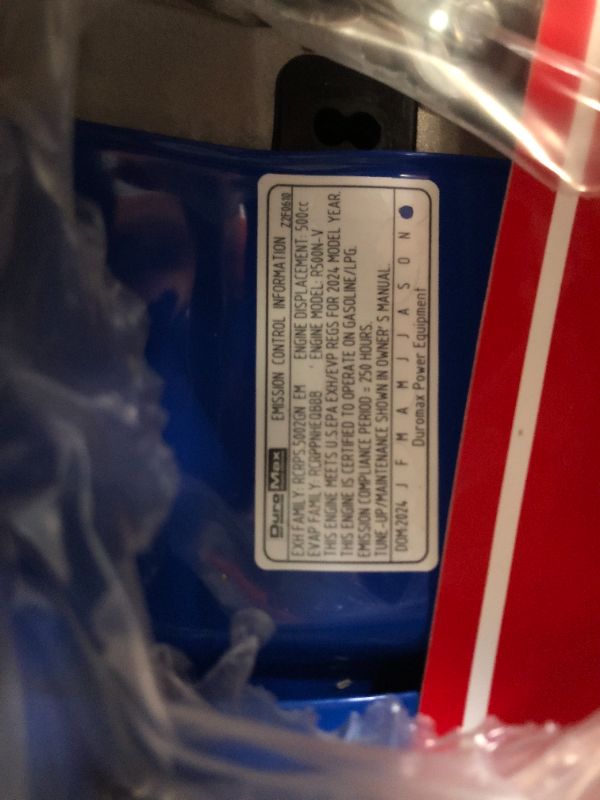 DuroMax EMISSION CONTROL INFORMATION Z2F0610
EXH FAMILY: RCRPS.5002GN EM ENGINE DISPLACEMENT: 500cc
EVAP FAMILY: RCRPPNHEQBBB ENGINE MODEL: R500N-V
THIS ENGINE MEETS U.S.EPA EXH/EVP REGS FOR 2024 MODEL YEAR.
THIS ENGINE IS CERTIFIED TO OPERATE ON GASOLINE/LPG.
EMISSION COMPLIANCE PERIOD = 250 HOURS.
TUNE-UP/MAINTENANCE SHOWN IN OWNER'S MANUAL.
DOM:2024 J F M A M J J A S O N
Duromax Power Equipment